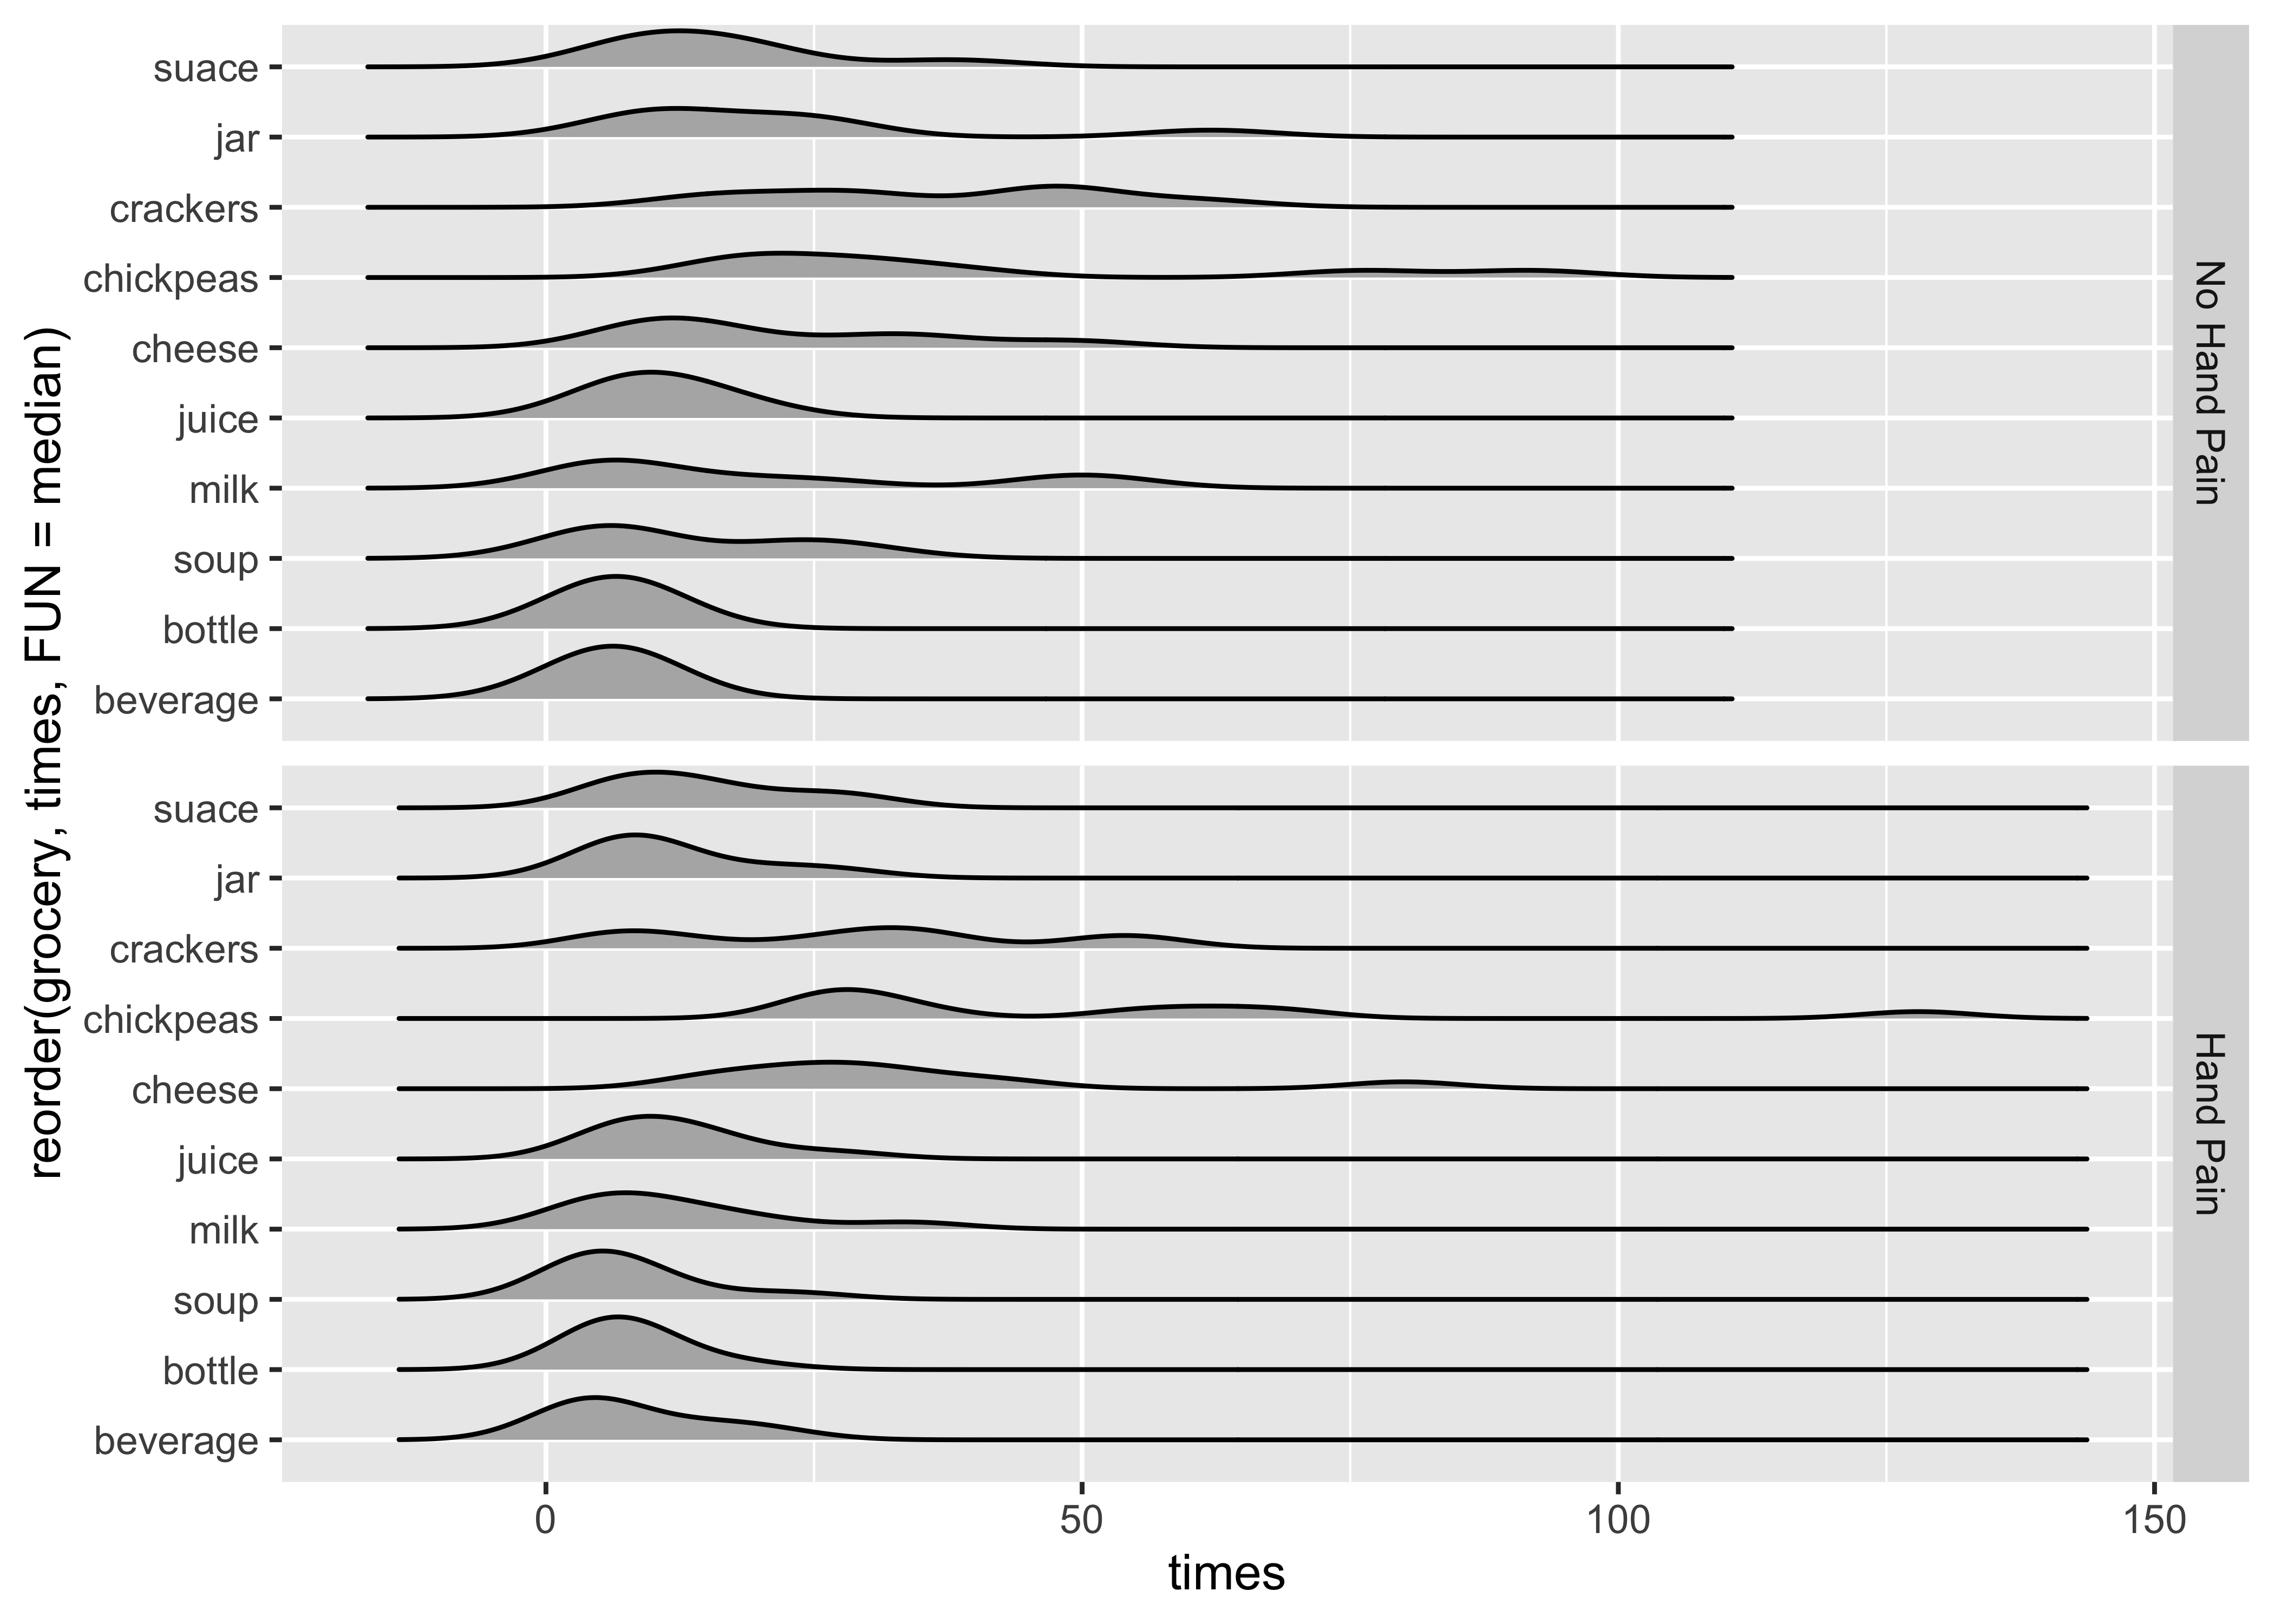 reorder(grocery, times, FUN = median)
suace
jar
crackers
chickpeas
cheese
juice
milk
soup
bottle
beverage
No Hand Pain
suace
jar
crackers
chickpeas
cheese
juice
milk
soup
bottle
beverage
Hand Pain
0 50 100 150
times